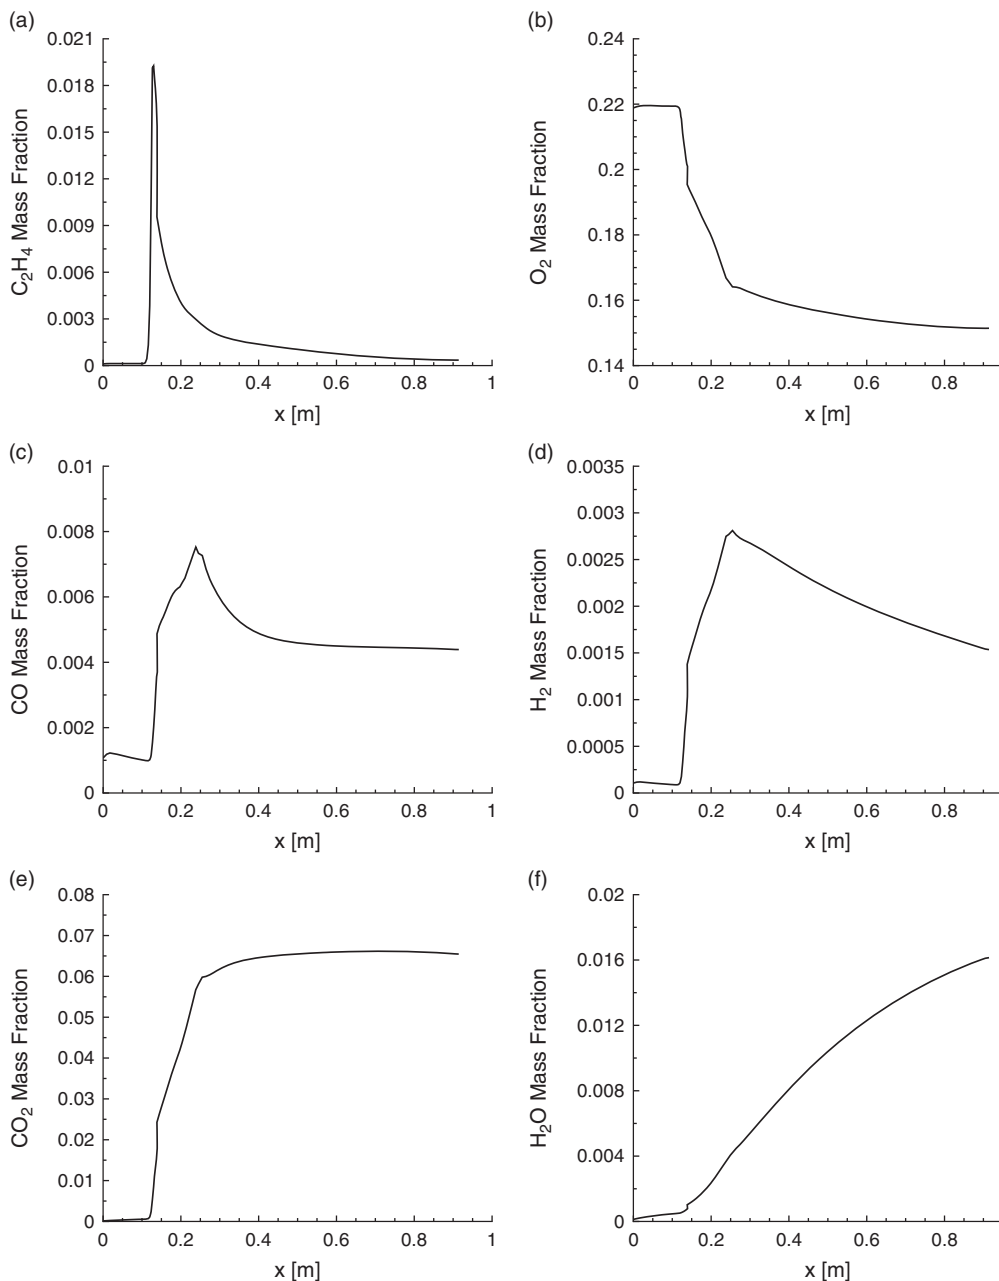 (a)
0.021
0.018
0.015
0.012
0.009
0.006
0.003
0
C2H4 Mass Fraction
0 0.2 0.4 0.6 0.8 1
x [m]
(b)
0.24
0.22
0.2
0.18
0.16
0.14
O2 Mass Fraction
0 0.2 0.4 0.6 0.8
x [m]
(c)
0.01
0.008
0.006
0.004
0.002
0
CO Mass Fraction
0 0.2 0.4 0.6 0.8 1
x [m]
(d)
0.0035
0.003
0.0025
0.002
0.0015
0.001
0.0005
0
H2 Mass Fraction
0 0.2 0.4 0.6 0.8
x [m]
(e)
0.08
0.07
0.06
0.05
0.04
0.03
0.02
0.01
0
CO2 Mass Fraction
0 0.2 0.4 0.6 0.8 1
x [m]
(f)
0.02
0.016
0.012
0.008
0.004
0
H2O Mass Fraction
0 0.2 0.4 0.6 0.8
x [m]